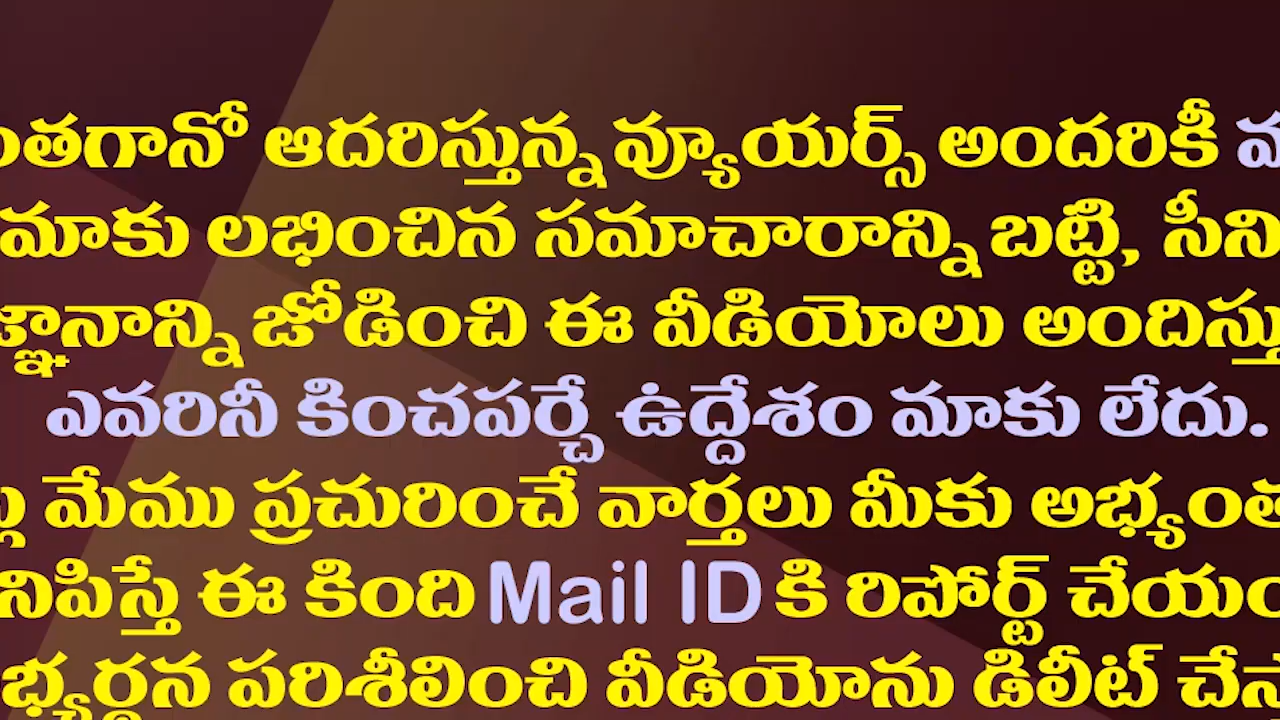 ంతగానో ఆదరిస్తున్న వ్యూయర్స్ అందరికీ
మాకు లభించిన సమాచారాన్ని బట్టి, సీని
జ్ఞానాన్ని జోడించి ఈ వీడియోలు అందిస్తు
ఎవరినీ కించపర్చే ఉద్దేశం మాకు లేదు.
మేము ప్రచురించే వార్తలు మీకు అభ్యంత
నిపిస్తే ఈ కింది Mail ID కి రిపోర్ట్ చేయం
భ్యర్థన పరిశీలించి వీడియోను డిలీట్ చేస